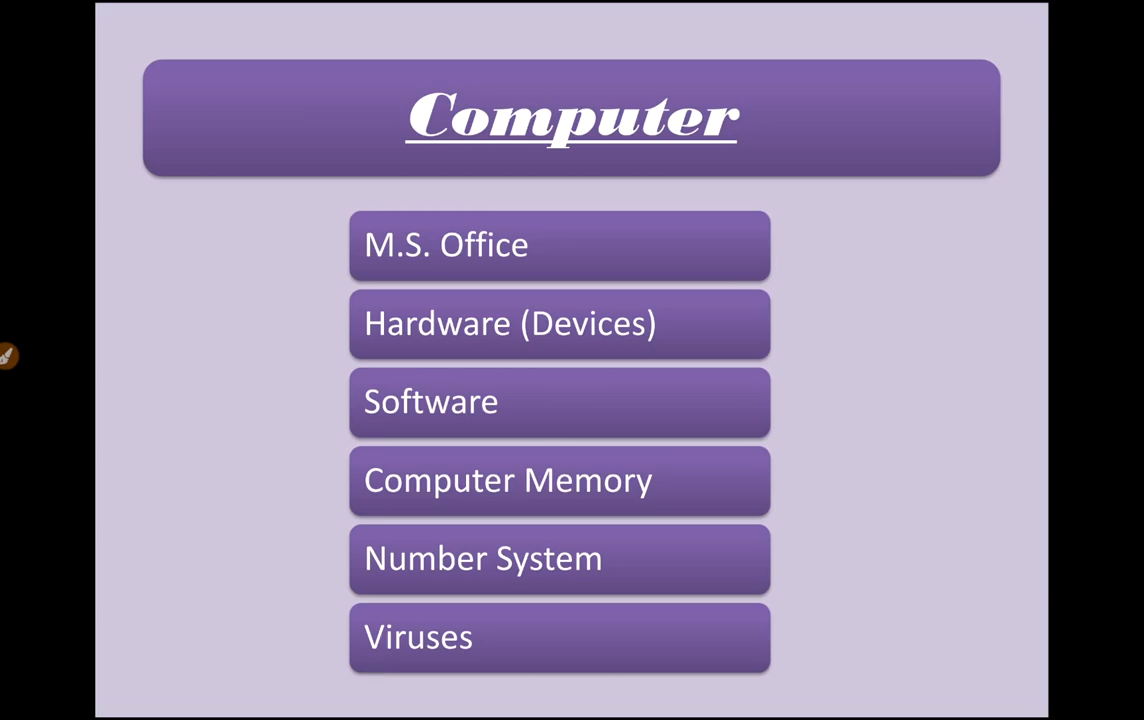 Computer
M.S. Office
Hardware (Devices)
Software
Computer Memory
Number System
Viruses